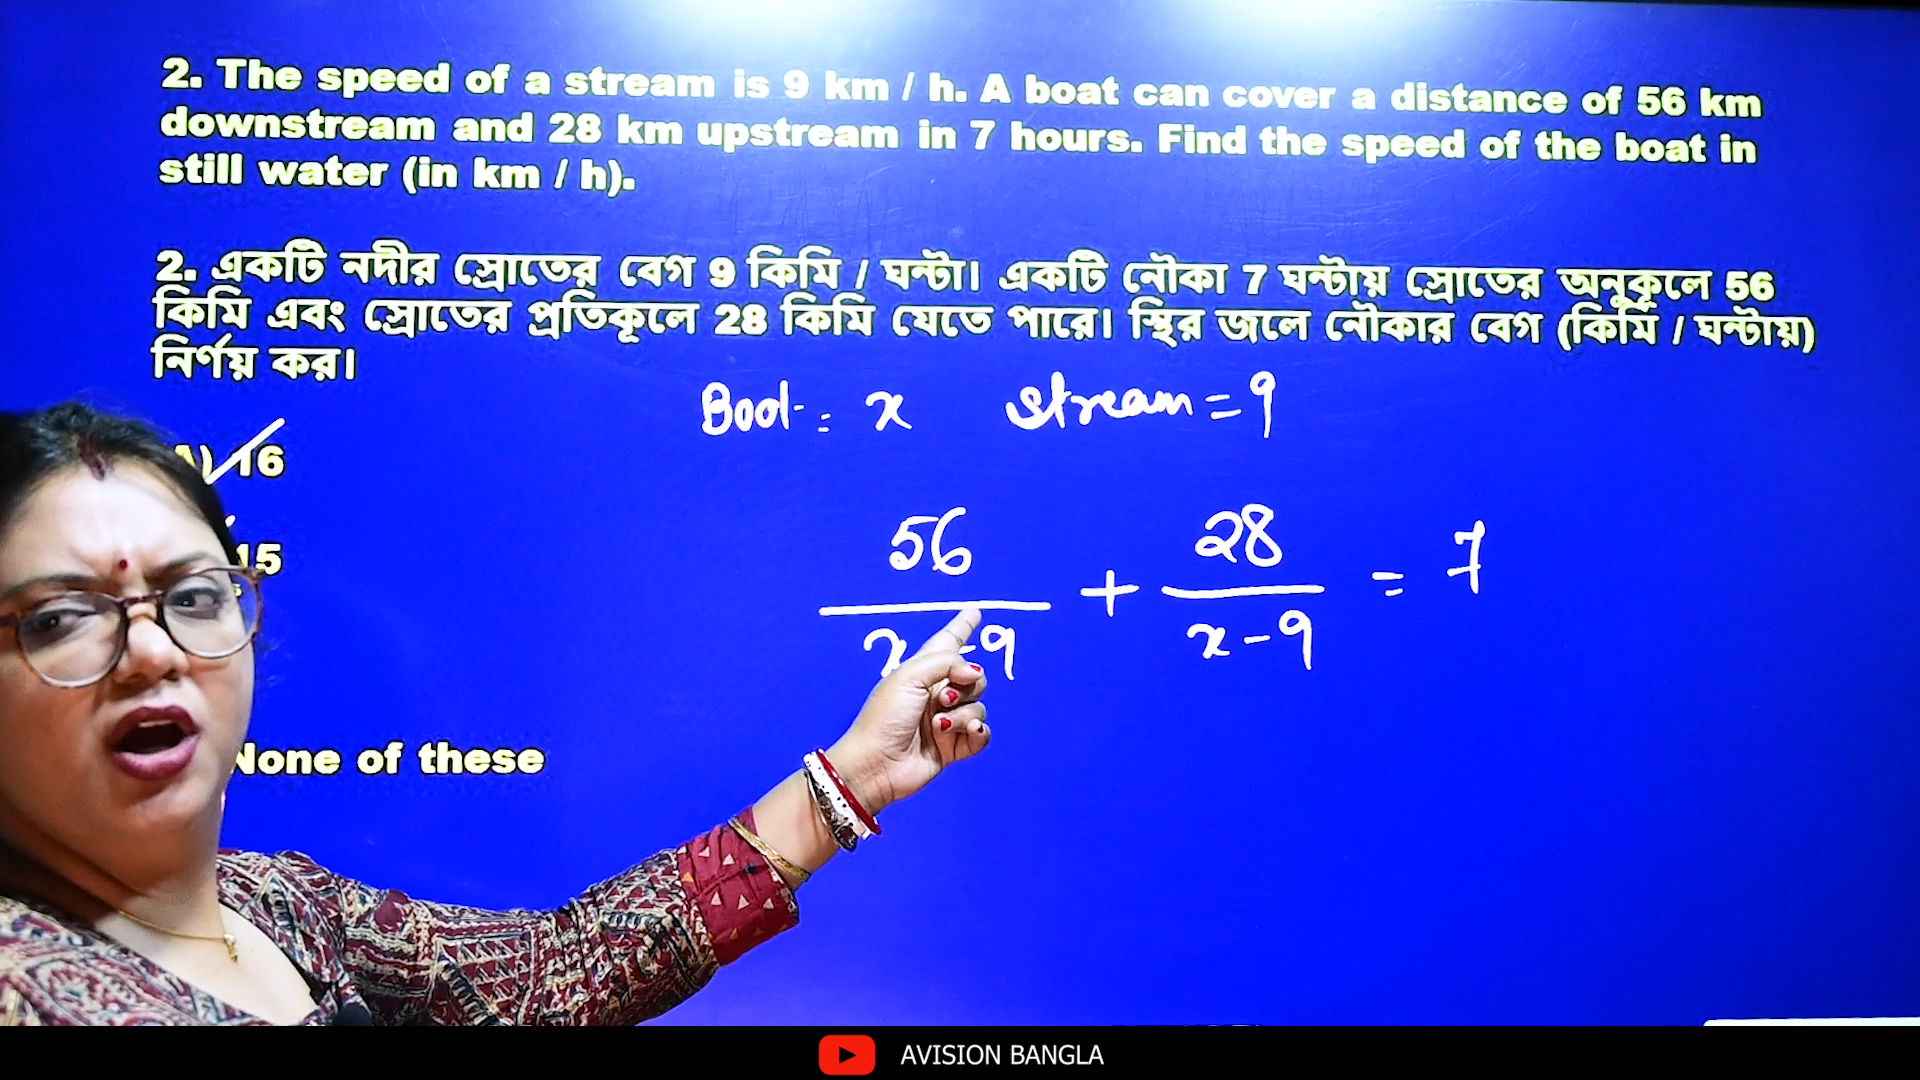 2. The speed of a stream is 9 km / h. A boat can cover a distance of 56 km
downstream and 28 km upstream in 7 hours. Find the speed of the boat in
still water (in km / h).
2. একটি নদীর স্রোতের বেগ 9 কিমি / ঘন্টা। একটি নৌকা 7 ঘন্টায় স্রোতের অনুকূলে 56
কিমি এবং স্রোতের প্রতিকূলে 28 কিমি যেতে পারে। স্থির জলে নৌকার বেগ (কিমি / ঘন্টায়)
নির্ণয় কর।
Boat = x Stream = 9
A) 16
56 28
+ = 7
x 9 x-9
15
None of these
AVISION BANGLA